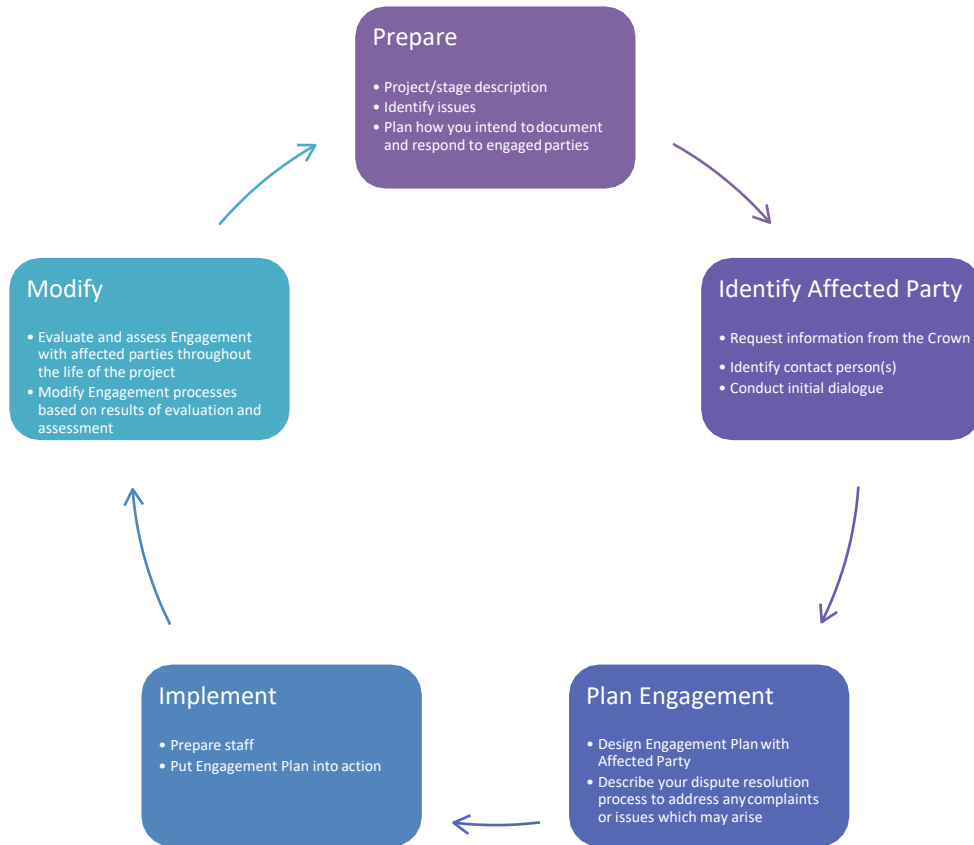 Prepare
• Project/stage description
• Identify issues
• Plan how you intend to document
and respond to engaged parties
Identify Affected Party
• Request information from the Crown
• Identify contact person(s)
• Conduct initial dialogue
Plan Engagement
• Design Engagement Plan with
Affected Party
• Describe your dispute resolution
process to address any complaints
or issues which may arise
Implement
• Prepare staff
• Put Engagement Plan into action
Modify
• Evaluate and assess Engagement
with affected parties throughout
the life of the project
• Modify Engagement processes
based on results of evaluation and
assessment